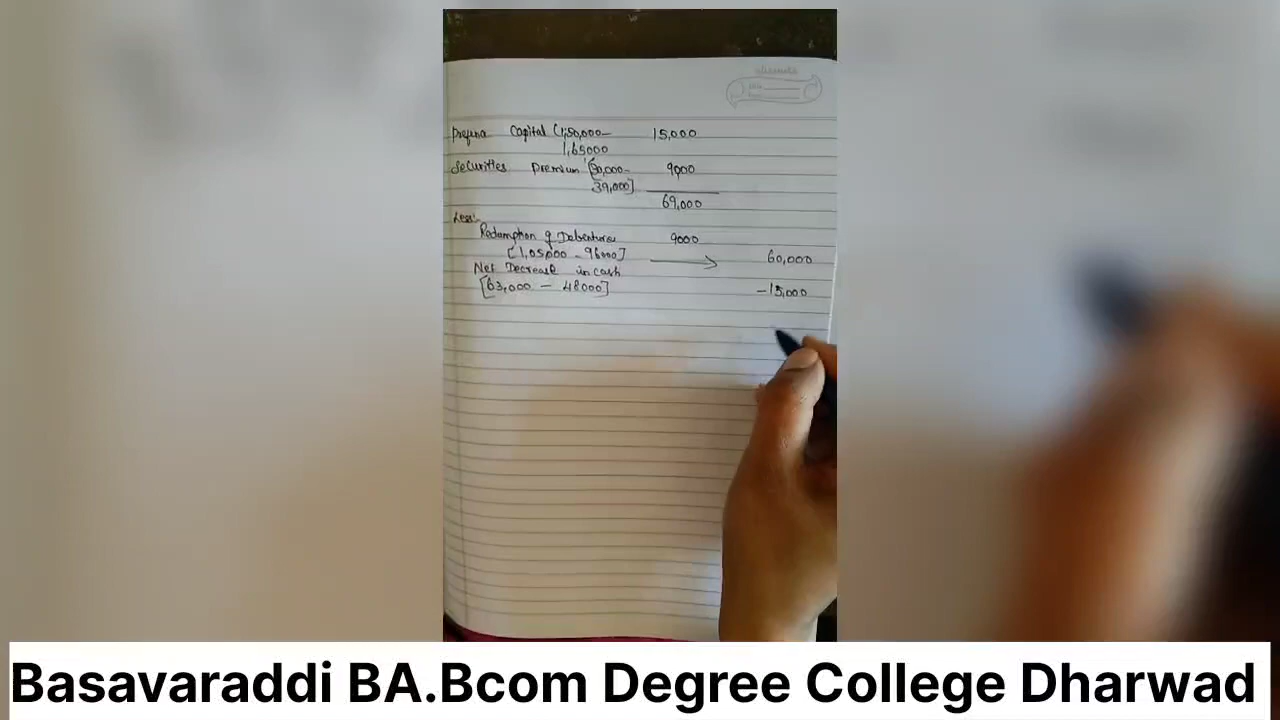 Prefrna Capital (1,50,000- 15,000
1,65000
Securities Premium [30,000- 9000
39,000]
69,000
Less:-
Redamption of Debentures 9000
[1,05,000 - 96000] 60,000
Net Decrease in cash
[63,000 - 48000] -15,000
Basavaraddi BA.Bcom Degree College Dharwad